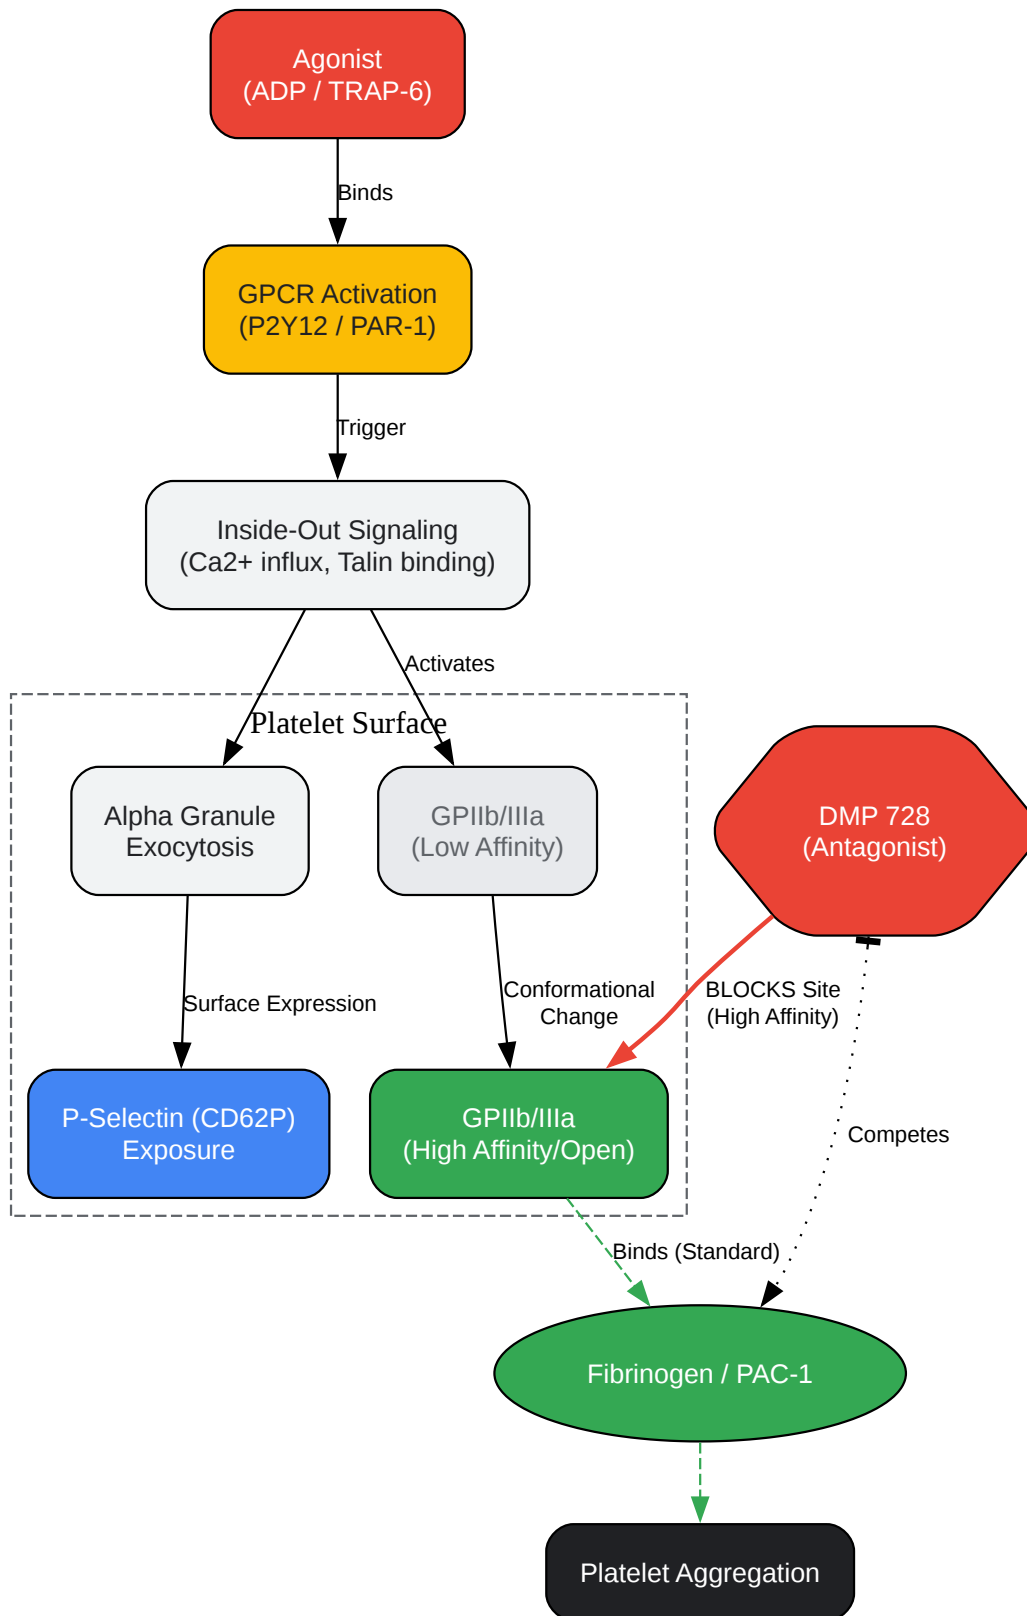 Agonist
(ADP / TRAP-6)
Binds
GPCR Activation
(P2Y12 / PAR-1)
Trigger
Inside-Out Signaling
(Ca2+ influx, Talin binding)
Activates
Platelet Surface
Alpha Granule
Exocytosis
GPIIb/IIIa
(Low Affinity)
DMP 728
(Antagonist)
Surface Expression
Conformational
Change
BLOCKS Site
(High Affinity)
P-Selectin (CD62P)
Exposure
GPIIb/IIIa
(High Affinity/Open)
Competes
Binds (Standard)
Fibrinogen / PAC-1
Platelet Aggregation